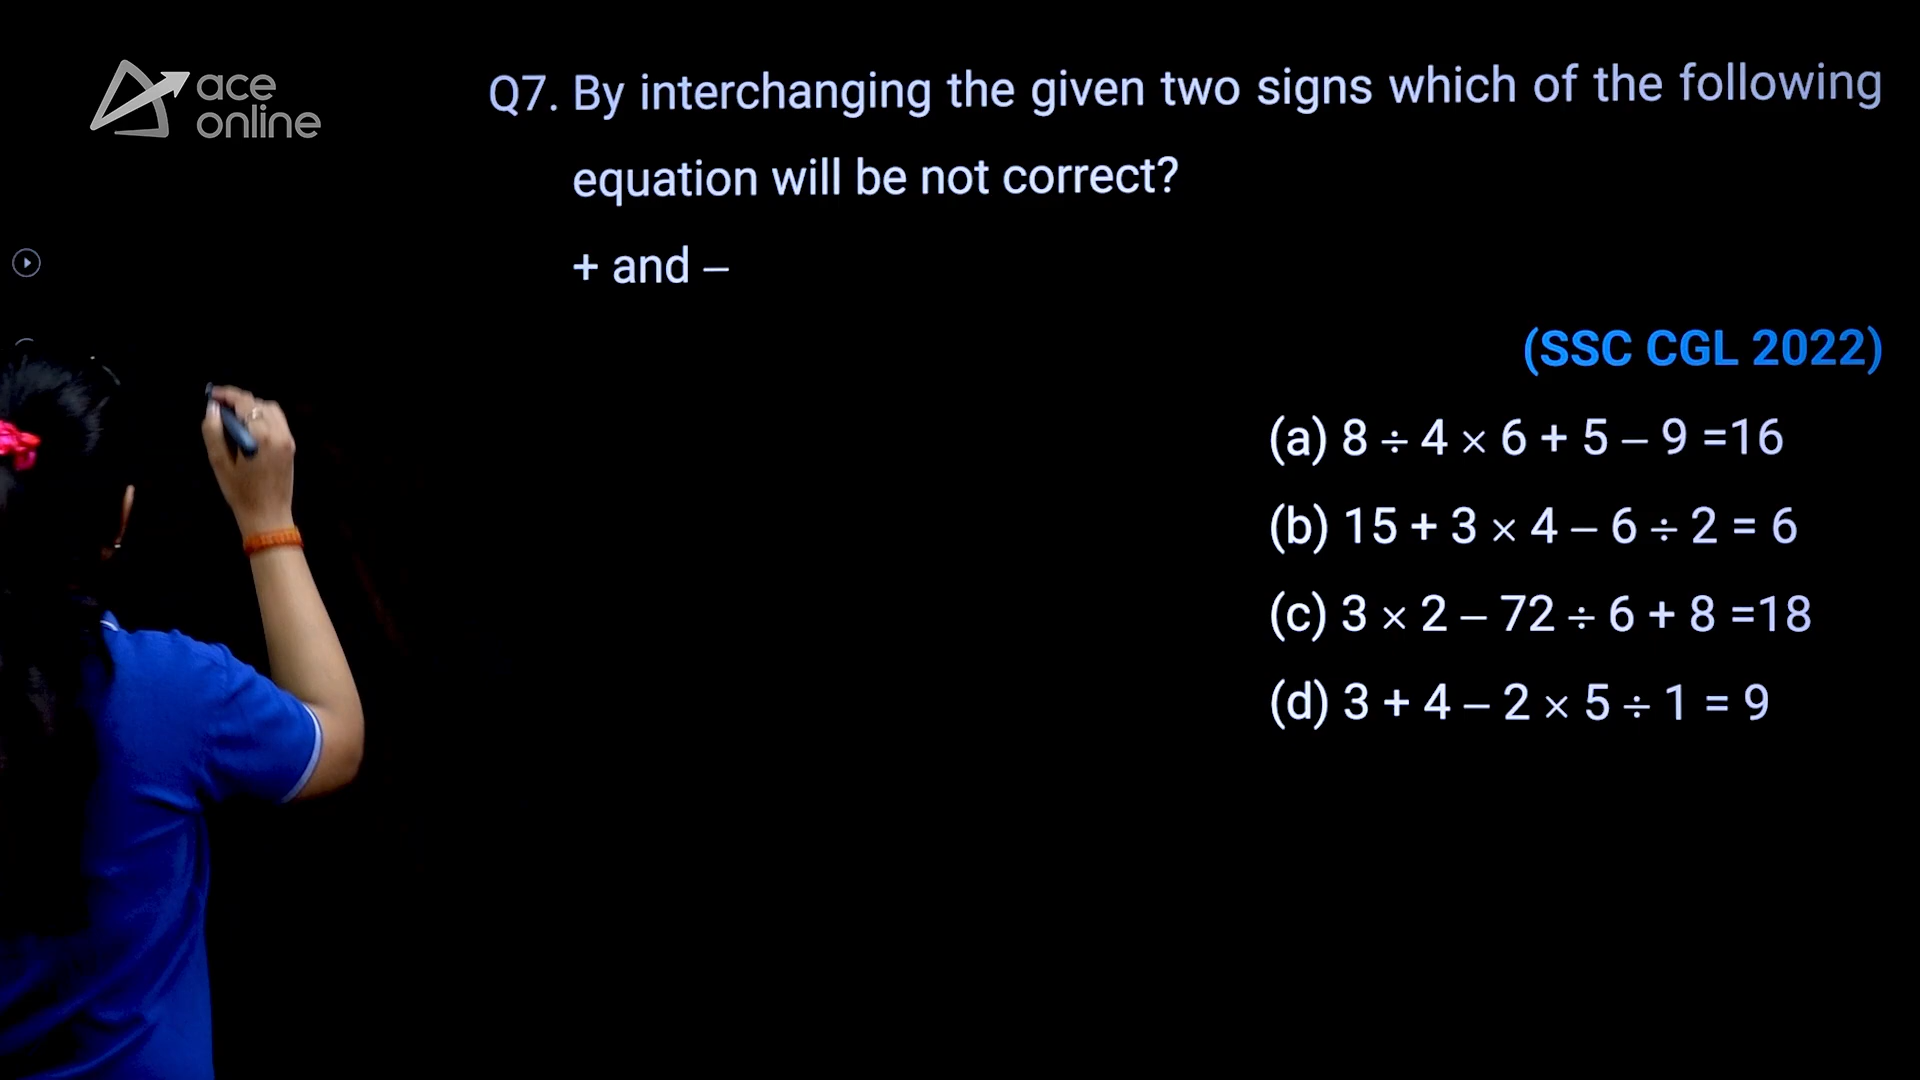 ace
online
Q7. By interchanging the given two signs which of the following
equation will be not correct?
+ and –
(SSC CGL 2022)
(a) 8 ÷ 4 × 6 + 5 – 9 =16
(b) 15 + 3 × 4 – 6 ÷ 2 = 6
(c) 3 × 2 – 72 ÷ 6 + 8 =18
(d) 3 + 4 – 2 × 5 ÷ 1 = 9